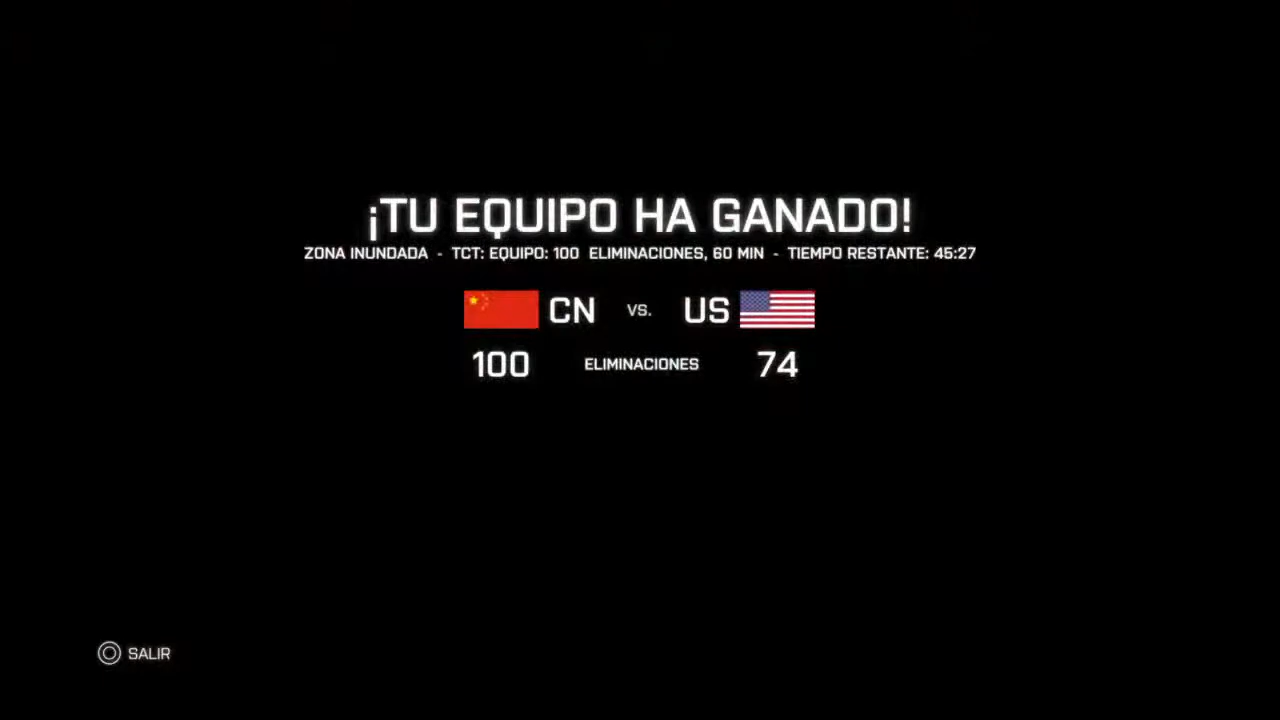 ¡TU EQUIPO HA GANADO!
ZONA INUNDADA - TCT: EQUIPO: 100 ELIMINACIONES, 60 MIN - TIEMPO RESTANTE: 45:27
CN VS. US
100 ELIMINACIONES 74
SALIR